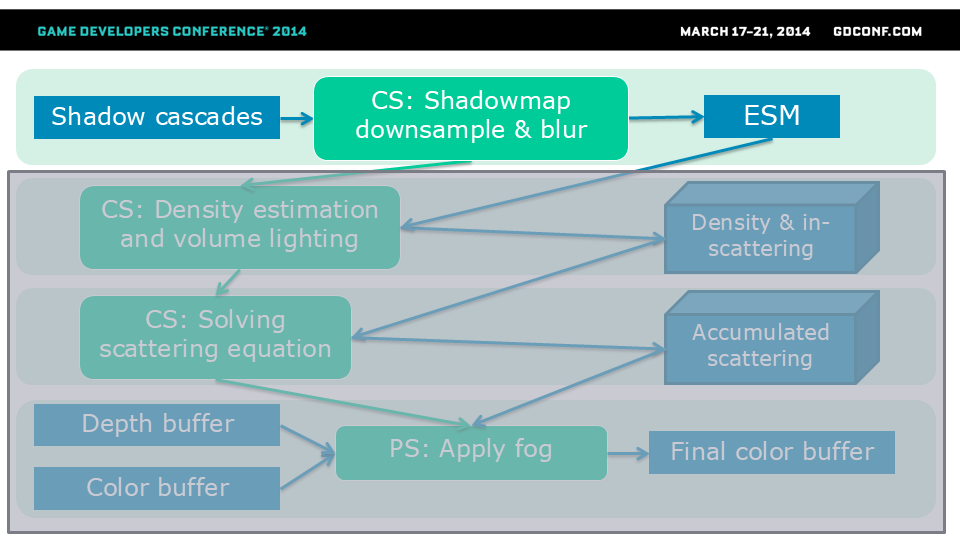 GAME DEVELOPERS CONFERENCE® 2014
MARCH 17–21, 2014
GDCONF.COM
Shadow cascades
CS: Shadowmap
downsample & blur
ESM
CS: Density estimation
and volume lighting
Density & in-
scattering
CS: Solving
scattering equation
Accumulated
scattering
Depth buffer
Color buffer
PS: Apply fog
Final color buffer